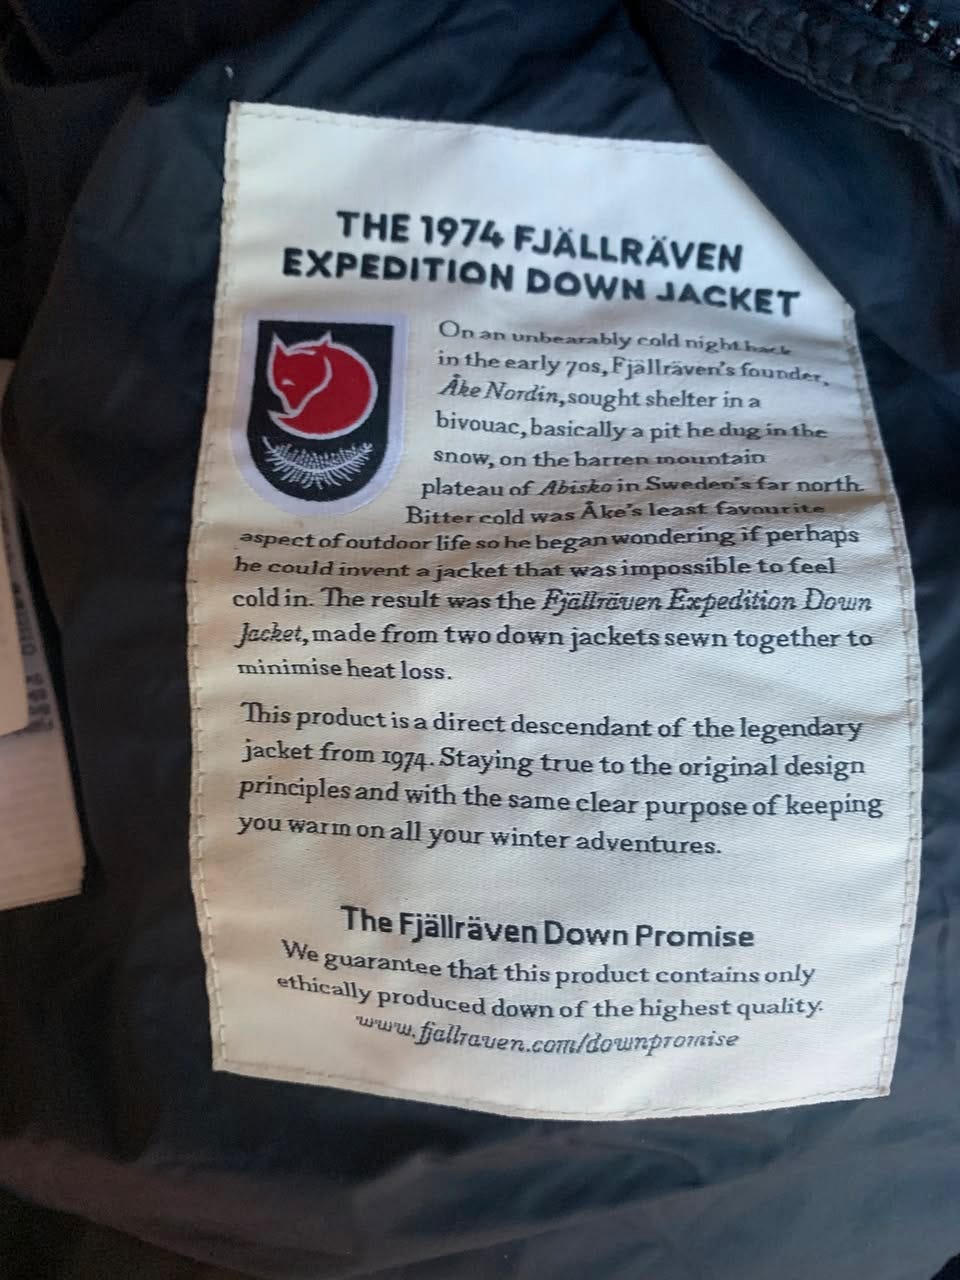 THE 1974 FJÄLLRÄVEN
EXPEDITION DOWN JACKET
On an unbearably cold night back
in the early 70s, Fjällräven's founder,
Åke Nordin, sought shelter in a
bivouac, basically a pit he dug in the
snow, on the barren mountain
plateau of Abisko in Sweden's far north.
Bitter cold was Åke's least favourite
aspect of outdoor life so he began wondering if perhaps
he could invent a jacket that was impossible to feel
cold in. The result was the Fjällräven Expedition Down
Jacket, made from two down jackets sewn together to
minimise heat loss.
This product is a direct descendant of the legendary
jacket from 1974. Staying true to the original design
principles and with the same clear purpose of keeping
you warm on all your winter adventures.
The Fjällräven Down Promise
We guarantee that this product contains only
ethically produced down of the highest quality.
www.fjallraven.com/downpromise